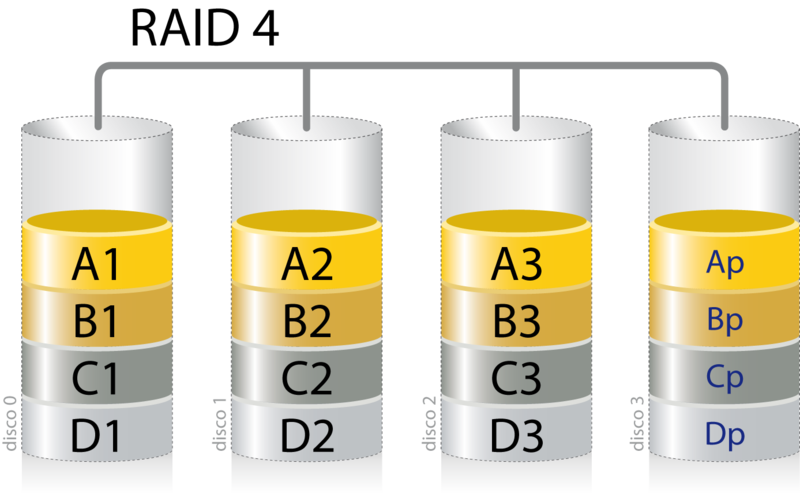 RAID 4
A1 A2 A3 Ap
B1 B2 B3 Bp
C1 C2 C3 Cp
D1 D2 D3 Dp
disco 0
disco 1
disco 2
disco 3